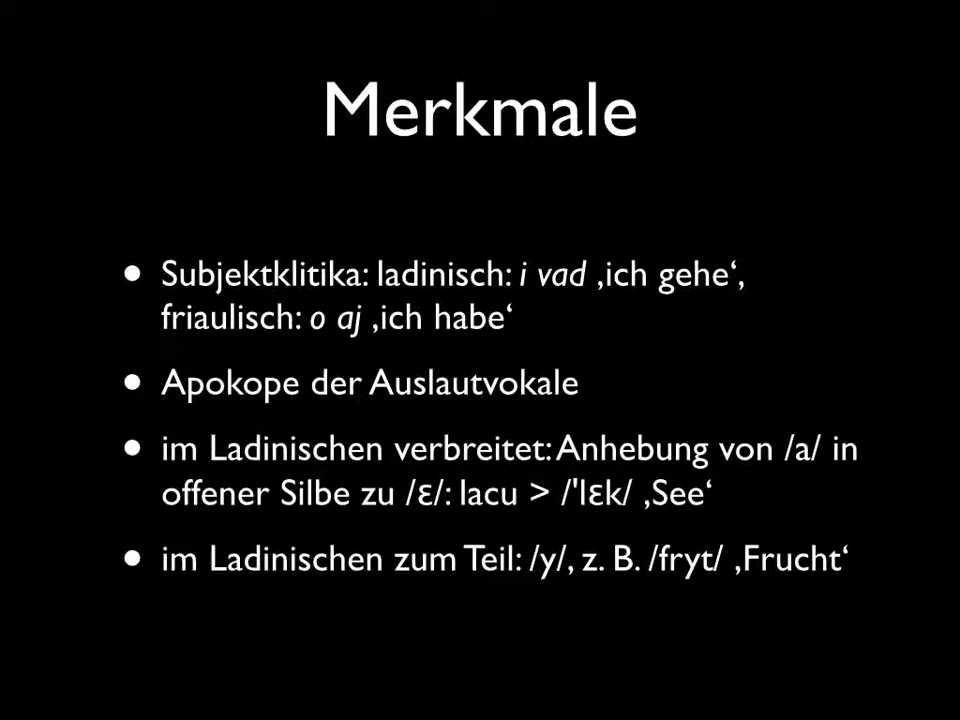 Merkmale
• Subjektklitika: ladinisch: i vad ‚ich gehe‘,
friaulisch: o aj ‚ich habe‘
• Apokope der Auslautvokale
• im Ladinischen verbreitet: Anhebung von /a/ in
offener Silbe zu /ɛ/: lacu > /ˈlɛk/ ‚See‘
• im Ladinischen zum Teil: /y/, z. B. /fryt/ ‚Frucht‘